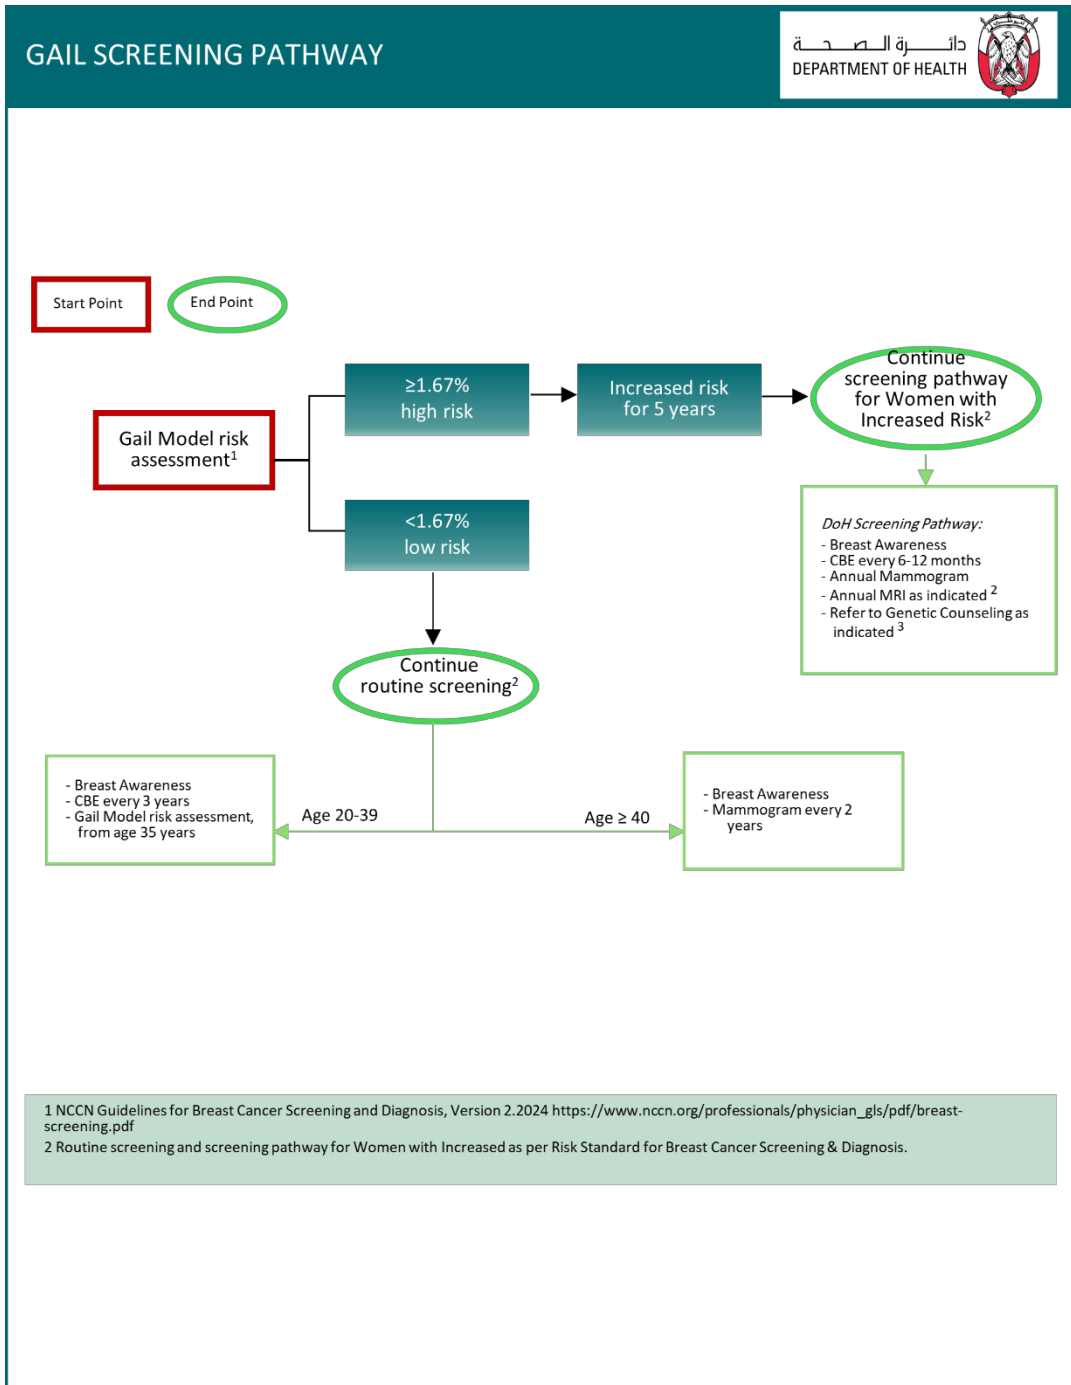 GAIL SCREENING PATHWAY
دائـــرة الـصـحـة
DEPARTMENT OF HEALTH
Start Point
End Point
Gail Model risk
assessment1
≥1.67%
high risk
Increased risk
for 5 years
Continue
screening pathway
for Women with
Increased Risk2
<1.67%
low risk
DoH Screening Pathway:
- Breast Awareness
- CBE every 6-12 months
- Annual Mammogram
- Annual MRI as indicated 2
- Refer to Genetic Counseling as
indicated 3
Continue
routine screening2
- Breast Awareness
- CBE every 3 years
- Gail Model risk assessment,
from age 35 years
Age 20-39
Age ≥ 40
- Breast Awareness
- Mammogram every 2
years
1 NCCN Guidelines for Breast Cancer Screening and Diagnosis, Version 2.2024 https://www.nccn.org/professionals/physician_gls/pdf/breast-
screening.pdf
2 Routine screening and screening pathway for Women with Increased as per Risk Standard for Breast Cancer Screening & Diagnosis.